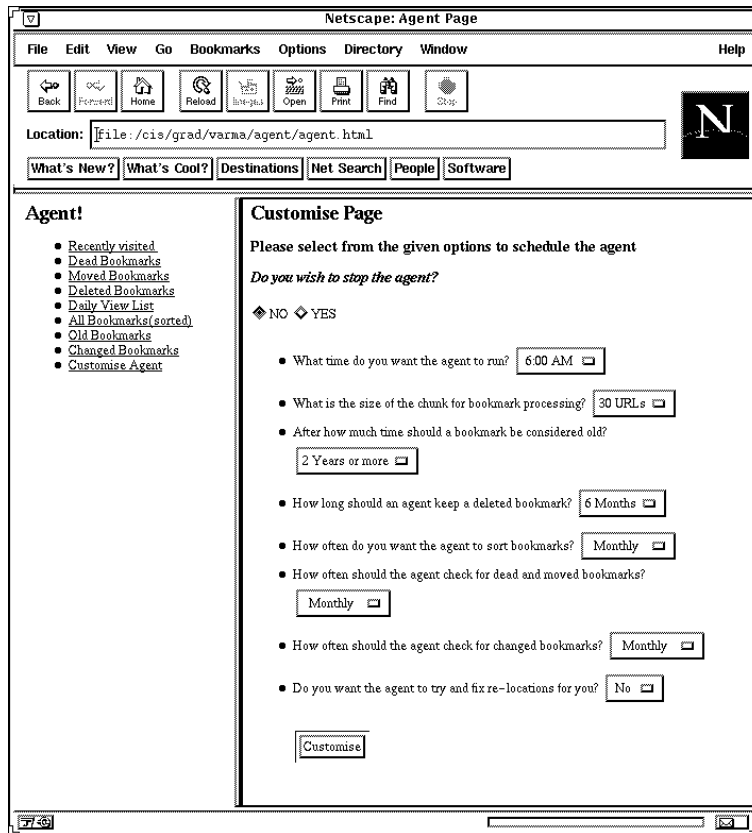 Netscape: Agent Page
File Edit View Go Bookmarks Options Directory Window Help
Back Forward Home Reload Images Open Print Find Stop
N
Location: file:/cis/grad/varma/agent/agent.html
What's New? What's Cool? Destinations Net Search People Software
Agent!
Recently visited
Dead Bookmarks
Moved Bookmarks
Deleted Bookmarks
Daily View List
All Bookmarks(sorted)
Old Bookmarks
Changed Bookmarks
Customise Agent
Customise Page
Please select from the given options to schedule the agent
Do you wish to stop the agent?
NO YES
What time do you want the agent to run? 6:00 AM
What is the size of the chunk for bookmark processing? 30 URLs
After how much time should a bookmark be considered old?
2 Years or more
How long should an agent keep a deleted bookmark? 6 Months
How often do you want the agent to sort bookmarks? Monthly
How often should the agent check for dead and moved bookmarks?
Monthly
How often should the agent check for changed bookmarks? Monthly
Do you want the agent to try and fix re-locations for you? No
Customise